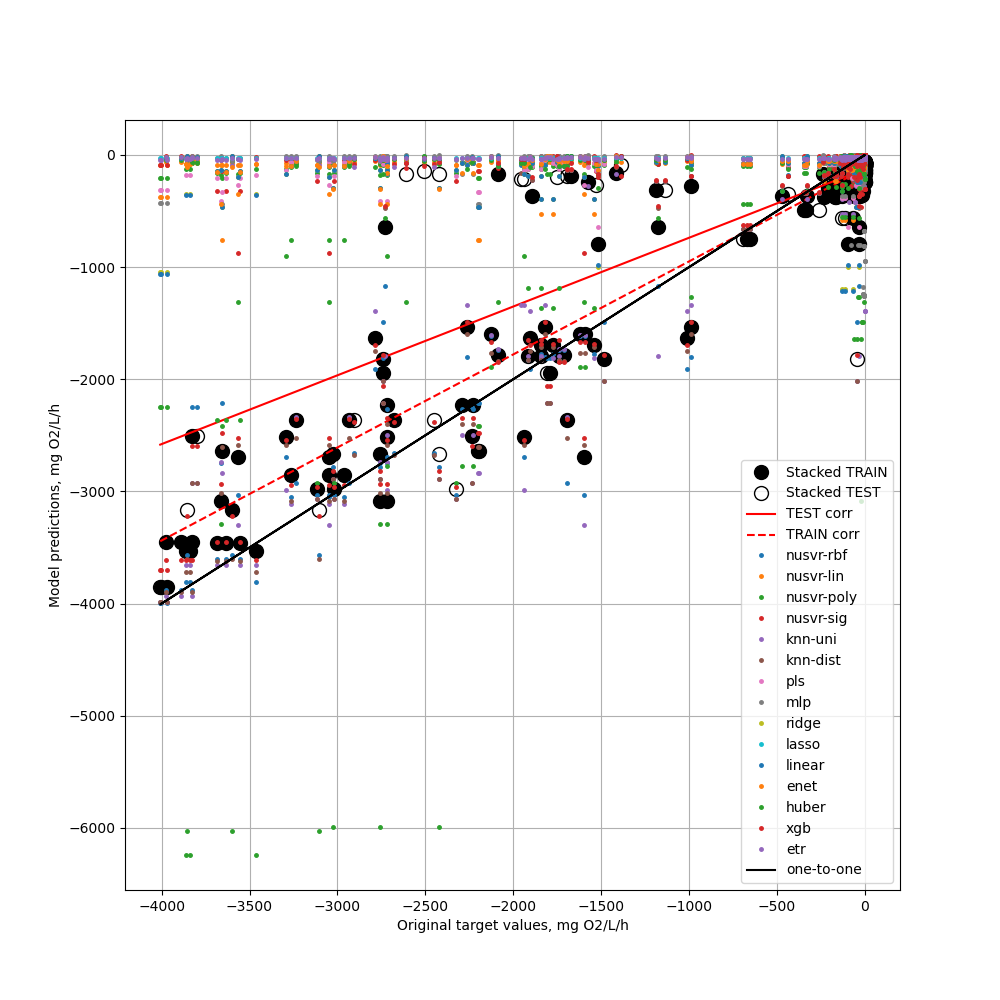 0
−1000
−2000
−3000
−4000
−5000
−6000
Model predictions, mg O2/L/h
−4000 −3500 −3000 −2500 −2000 −1500 −1000 −500 0
Original target values, mg O2/L/h
Stacked TRAIN
Stacked TEST
TEST corr
TRAIN corr
nusvr-rbf
nusvr-lin
nusvr-poly
nusvr-sig
knn-uni
knn-dist
pls
mlp
ridge
lasso
linear
enet
huber
xgb
etr
one-to-one